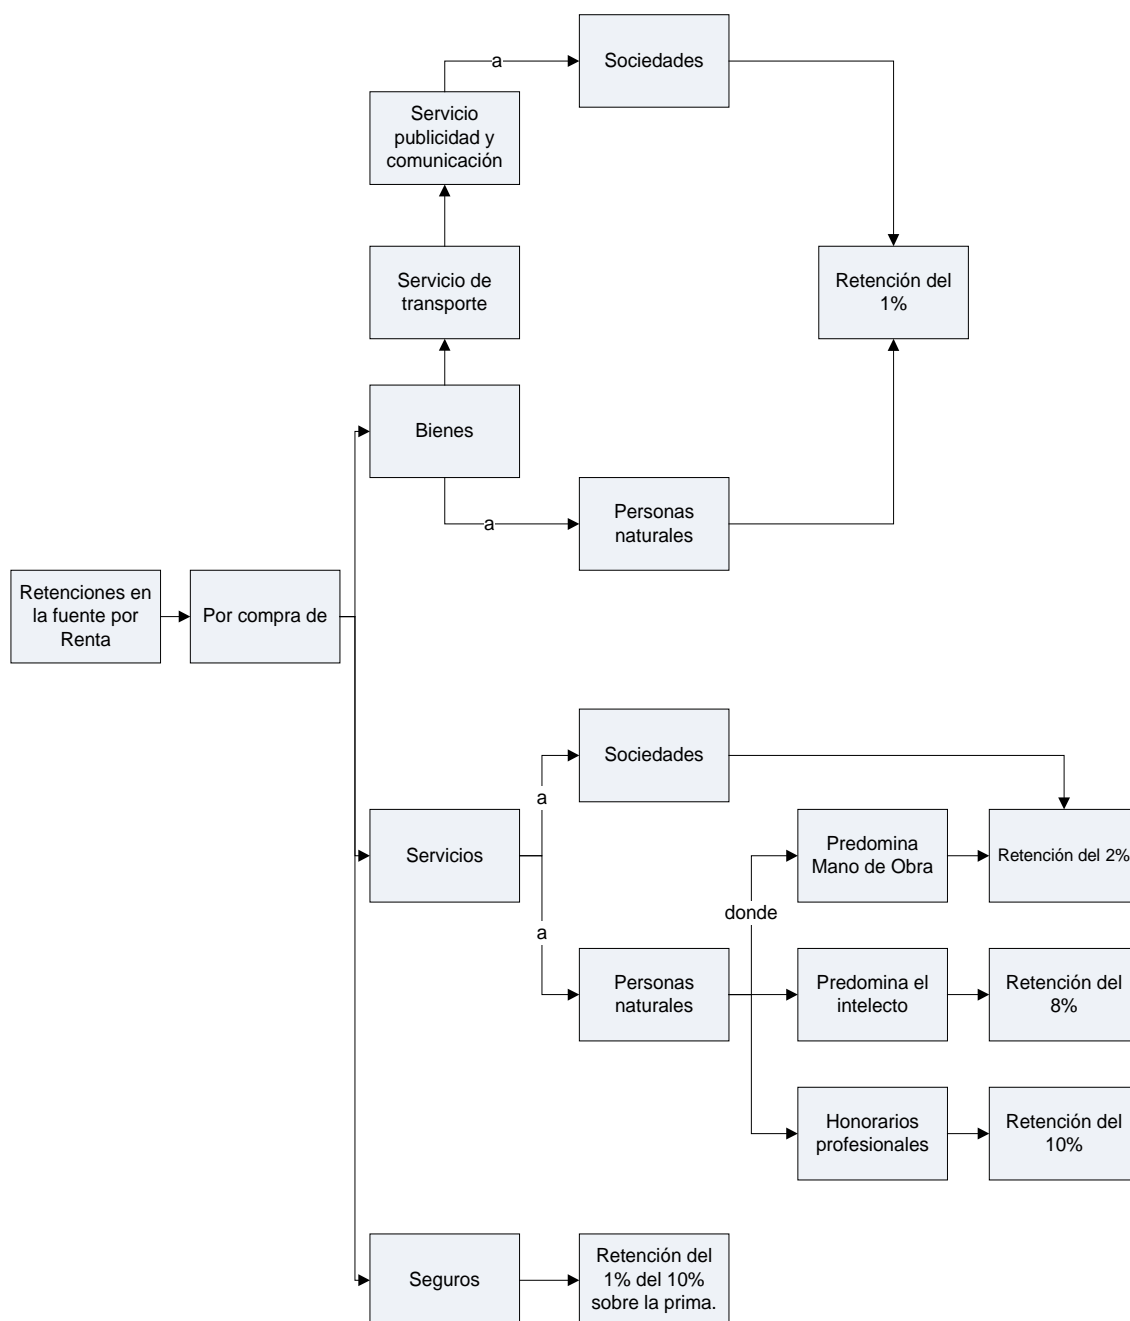 a
Sociedades
Servicio
publicidad y
comunicación
Servicio de
transporte
Retención del
1%
Bienes
a
Personas
naturales
Retenciones en
la fuente por
Renta
Por compra de
Sociedades
a
Servicios
Predomina
Mano de Obra
Retención del 2%
donde
a
Personas
naturales
Predomina el
intelecto
Retención del
8%
Honorarios
profesionales
Retención del
10%
Seguros
Retención del
1% del 10%
sobre la prima.